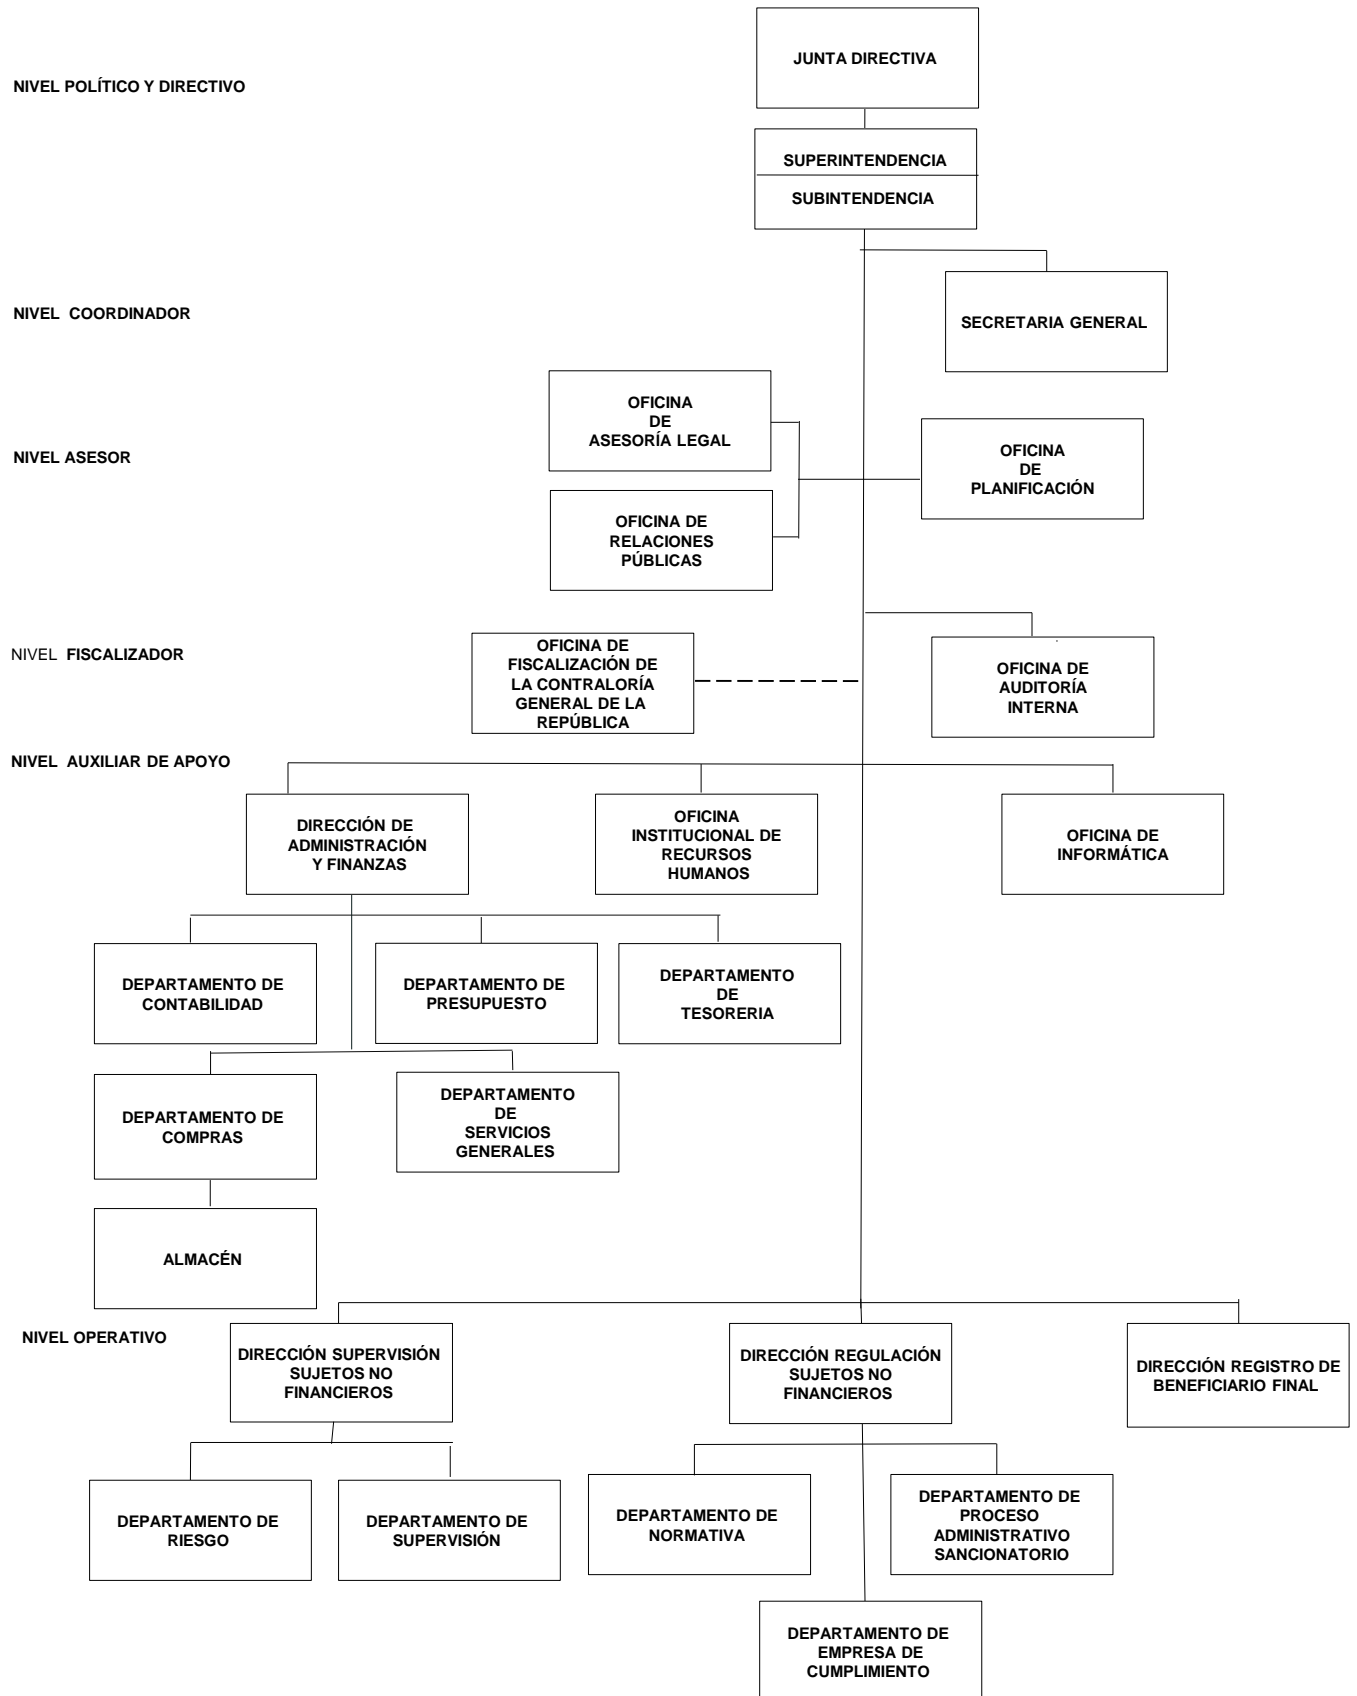 JUNTA DIRECTIVA
NIVEL POLÍTICO Y DIRECTIVO
SUPERINTENDENCIA
SUBINTENDENCIA
NIVEL COORDINADOR
SECRETARIA GENERAL
OFICINA
DE
ASESORÍA LEGAL
NIVEL ASESOR
OFICINA
DE
PLANIFICACIÓN
OFICINA DE
RELACIONES
PÚBLICAS
NIVEL FISCALIZADOR
OFICINA DE
FISCALIZACIÓN DE
LA CONTRALORÍA
GENERAL DE LA
REPÚBLICA
OFICINA DE
AUDITORÍA
INTERNA
NIVEL AUXILIAR DE APOYO
DIRECCIÓN DE
ADMINISTRACIÓN
Y FINANZAS
OFICINA
INSTITUCIONAL DE
RECURSOS
HUMANOS
OFICINA DE
INFORMÁTICA
DEPARTAMENTO DE
CONTABILIDAD
DEPARTAMENTO DE
PRESUPUESTO
DEPARTAMENTO
DE
TESORERIA
DEPARTAMENTO DE
COMPRAS
DEPARTAMENTO
DE
SERVICIOS
GENERALES
ALMACÉN
NIVEL OPERATIVO
DIRECCIÓN SUPERVISIÓN
SUJETOS NO
FINANCIEROS
DIRECCIÓN REGULACIÓN
SUJETOS NO
FINANCIEROS
DIRECCIÓN REGISTRO DE
BENEFICIARIO FINAL
DEPARTAMENTO DE
RIESGO
DEPARTAMENTO DE
SUPERVISIÓN
DEPARTAMENTO DE
NORMATIVA
DEPARTAMENTO DE
PROCESO
ADMINISTRATIVO
SANCIONATORIO
DEPARTAMENTO DE
EMPRESA DE
CUMPLIMIENTO